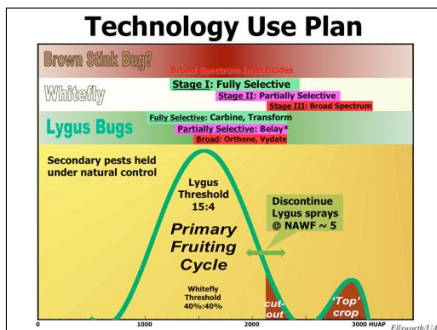 Technology Use Plan
Brown Stink Bug?
Broad Spectrum Insecticides
Whitefly
Stage I: Fully Selective
Stage II: Partially Selective
Stage III: Broad Spectrum
Lygus Bugs
Fully Selective: Carbine, Transform
Partially Selective: Belay*
Broad: Orthene, Vydate
Secondary pests held
under natural control
Lygus
Threshold
15:4
Discontinue
Lygus sprays
@ NAWF ~ 5
Primary
Fruiting
Cycle
Whitefly
Threshold
40%:40%
cut-
out
'Top'
crop
0
1000
2000
3000 HUAP
Ellsworth/UA